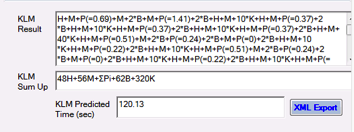 KLM
Result
H+M+P(=0.69)+M+2*B+M+P(=1.41)+2*B+H+M+10*K+H+M+P(=0.37)+2
*B+H+M+10*K+H+M+P(=0.37)+2*B+H+M+10*K+H+M+P(=0.37)+2*B+H+M+
40*K+H+M+P(=0.51)+M+2*B+P(=0.24)+2*B+M+P(=0)+2*B+H+M+10
*K+H+M+P(=0.22)+2*B+H+M+10*K+H+M+P(=0.51)+M+2*B+P(=0.24)+2
*B+M+P(=0)+2*B+H+M+10*K+H+M+P(=0.22)+2*B+H+M+10*K+H+M+P(=
KLM
Sum Up
48H+56M+ΣPi+62B+320K
KLM Predicted
Time (sec)
120.13
XML Export